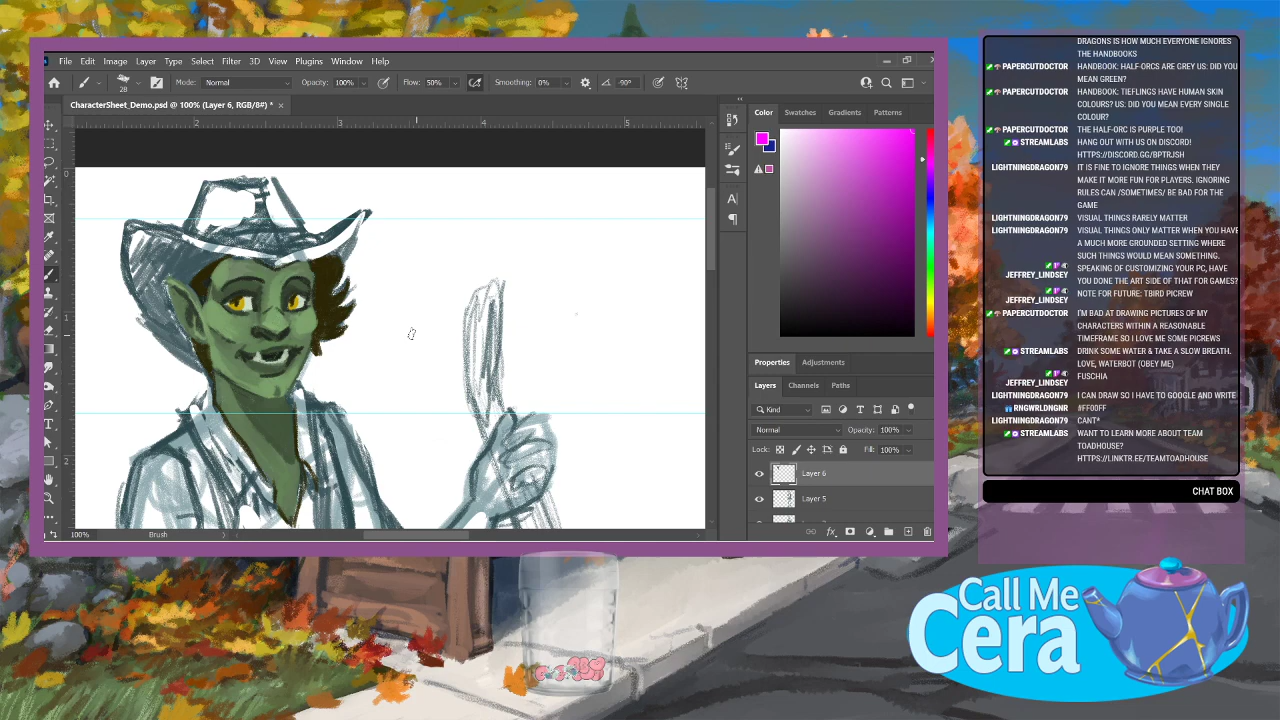 File Edit Image Layer Type Select Filter 3D View Plugins Window Help
28 Mode: Normal Opacity: 100% Flow: 50% Smoothing: 0% -90°
CharacterSheet_Demo.psd @ 100% (Layer 6, RGB/8#) * ×
2 3 4 5
0
1
2
100% Brush
Color Swatches Gradients Patterns
Properties Adjustments
Layers Channels Paths
Kind
Normal Opacity: 100%
Lock: Fill: 100%
Layer 6
Layer 5
DRAGONS IS HOW MUCH EVERYONE IGNORES
THE HANDBOOKS
PAPERCUTDOCTOR HANDBOOK: HALF-ORCS ARE GREY US: DID YOU
MEAN GREEN?
PAPERCUTDOCTOR HANDBOOK: TIEFLINGS HAVE HUMAN SKIN
COLOURS? US: DID YOU MEAN EVERY SINGLE
COLOUR?
PAPERCUTDOCTOR THE HALF-ORC IS PURPLE TOO!
STREAMLABS HANG OUT WITH US ON DISCORD!
HTTPS://DISCORD.GG/BPTRJSH
LIGHTNINGDRAGON79 IT IS FINE TO IGNORE THINGS WHEN THEY
MAKE IT MORE FUN FOR PLAYERS. IGNORING
RULES CAN /SOMETIMES/ BE BAD FOR THE
GAME
LIGHTNINGDRAGON79 VISUAL THINGS RARELY MATTER
LIGHTNINGDRAGON79 VISUAL THINGS ONLY MATTER WHEN YOU HAVE
A MUCH MORE GROUNDED SETTING WHERE
SUCH THINGS WOULD MEAN SOMETHING.
JEFFREY_LINDSEY SPEAKING OF CUSTOMIZING YOUR PC, HAVE
YOU DONE THE ART SIDE OF THAT FOR GAMES?
JEFFREY_LINDSEY NOTE FOR FUTURE: TBIRD PICREW
PAPERCUTDOCTOR I'M BAD AT DRAWING PICTURES OF MY
CHARACTERS WITHIN A REASONABLE
TIMEFRAME SO I LOVE ME SOME PICREWS
STREAMLABS DRINK SOME WATER & TAKE A SLOW BREATH.
LOVE, WATERBOT (OBEY ME)
JEFFREY_LINDSEY FUSCHIA
LIGHTNINGDRAGON79 I CAN DRAW SO I HAVE TO GOOGLE AND WRITE
RNGWRLDNGNR #FF00FF
LIGHTNINGDRAGON79 CANT*
STREAMLABS WANT TO LEARN MORE ABOUT TEAM
TOADHOUSE?
HTTPS://LINKTR.EE/TEAMTOADHOUSE
CHAT BOX
Call Me
Cera